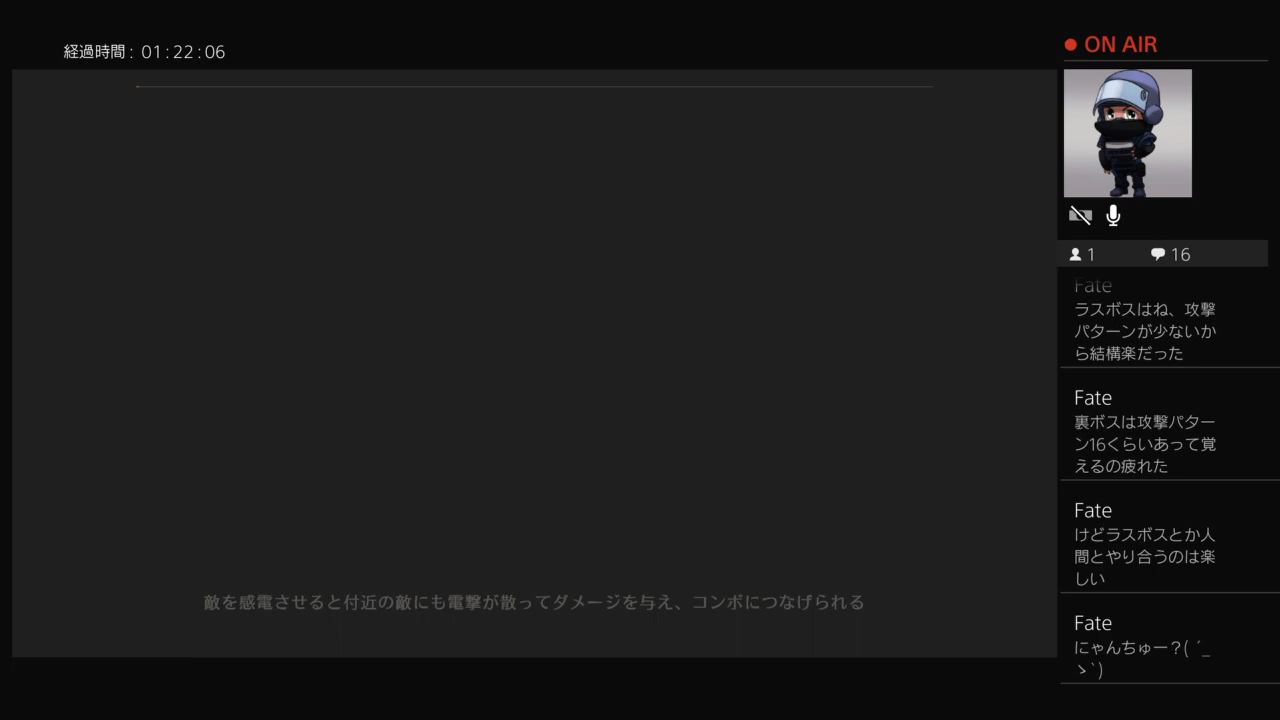 経過時間 : 01 : 22 : 06
ON AIR
1
16
Fate
ラスボスはね、攻撃
パターンが少ないか
ら結構楽だった
Fate
裏ボスは攻撃パター
ン16くらいあって覚
えるの疲れた
Fate
けどラスボスとか人
間とやり合うのは楽
しい
Fate
にゃんちゅー？( ´_
ゝ`)
敵を感電させると付近の敵にも電撃が散ってダメージを与え、コンボにつなげられる